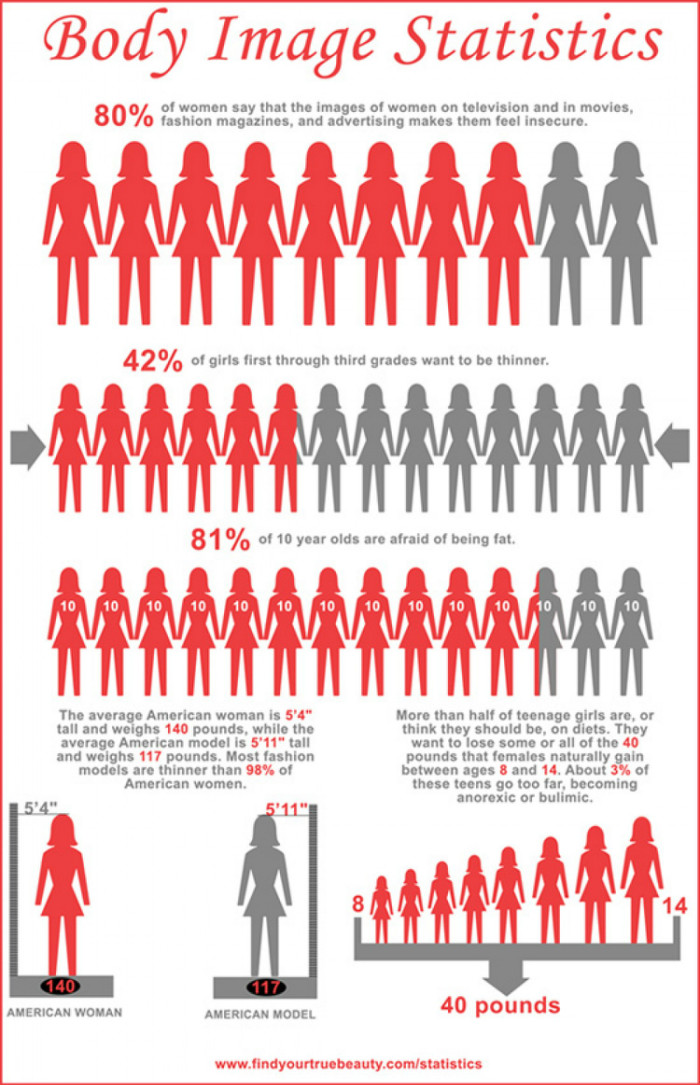 Body Image Statistics
80% of women say that the images of women on television and in movies,
fashion magazines, and advertising makes them feel insecure.
42% of girls first through third grades want to be thinner.
81% of 10 year olds are afraid of being fat.
10 10 10 10 10 10 10 10 10 10 10 10 10 10
The average American woman is 5'4"
tall and weighs 140 pounds, while the
average American model is 5'11" tall
and weighs 117 pounds. Most fashion
models are thinner than 98% of
American women.
More than half of teenage girls are, or
think they should be, on diets. They
want to lose some or all of the 40
pounds that females naturally gain
between ages 8 and 14. About 3% of
these teens go too far, becoming
anorexic or bulimic.
5'4"
5'11"
140
117
AMERICAN WOMAN
AMERICAN MODEL
8
14
40 pounds
www.findyourtruebeauty.com/statistics